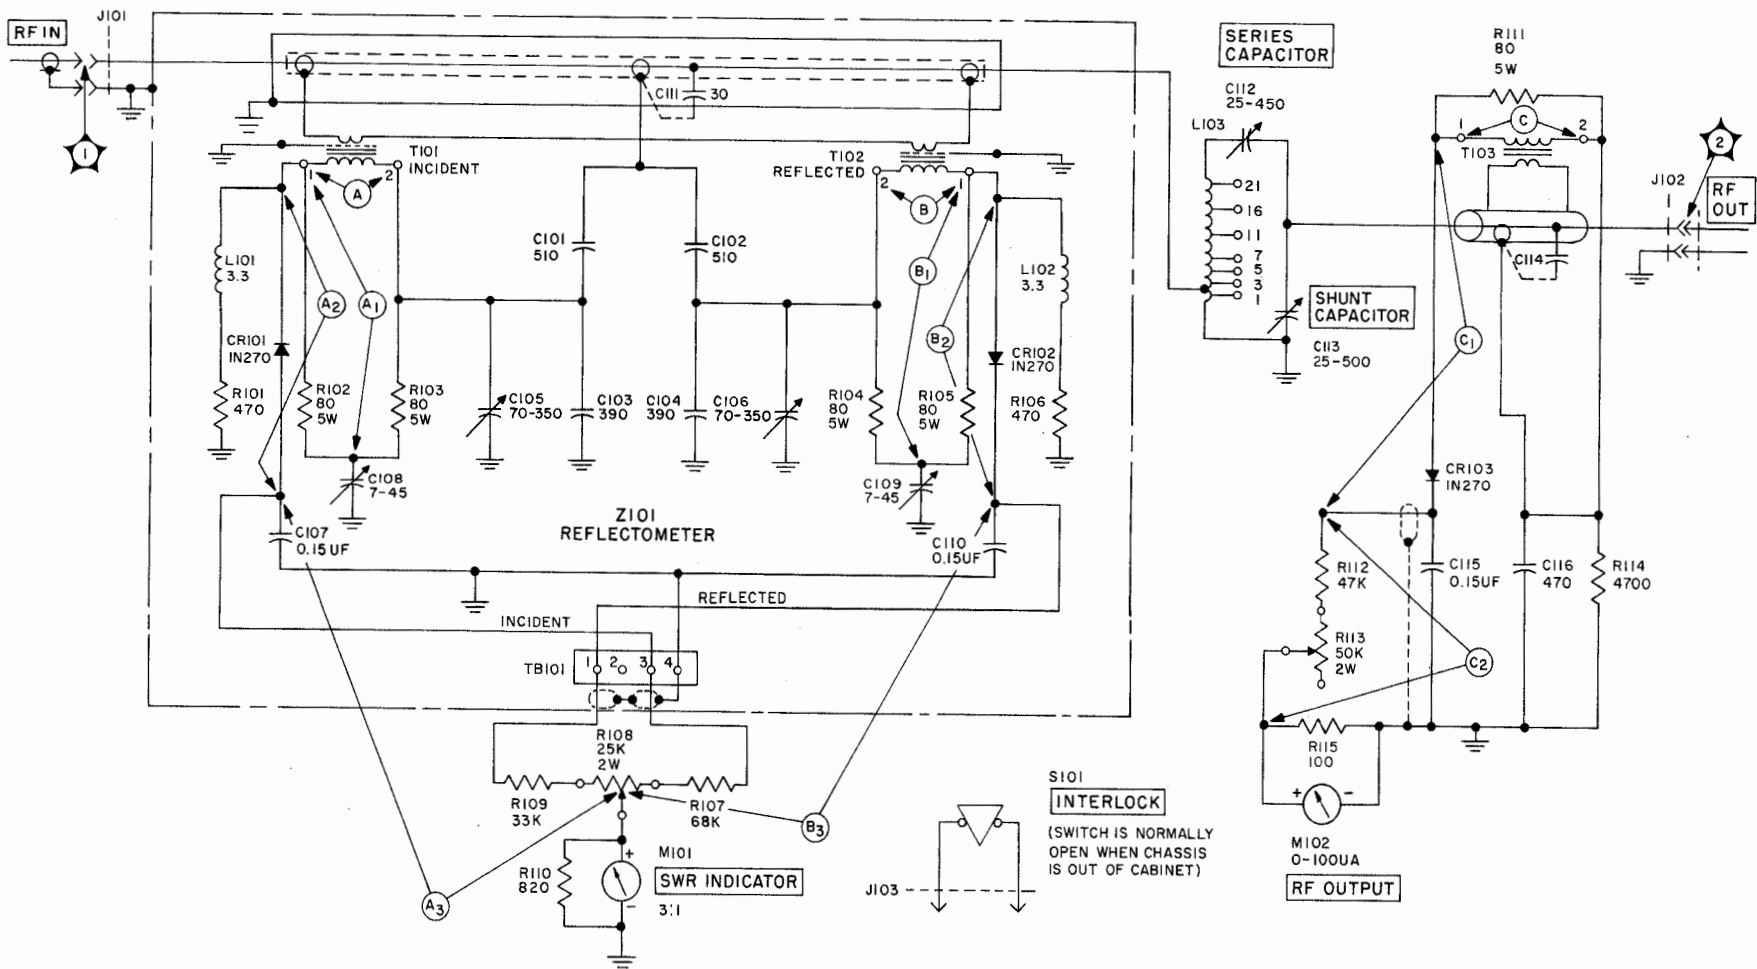 J101
RF IN
1
C111
30
T101
INCIDENT
1
2
A
T102
REFLECTED
2
1
B
L101
3.3
A2
A1
C101
510
C102
510
B1
B2
L102
3.3
CR101
IN270
R101
470
R102
80
5W
R103
80
5W
C105
70-350
C103
390
C104
390
C106
70-350
R104
80
5W
R105
80
5W
CR102
IN270
R106
470
C108
7-45
C109
7-45
C107
0.15UF
Z101
REFLECTOMETER
C110
0.15UF
REFLECTED
INCIDENT
TB101
1
2
3
4
R108
25K
2W
R109
33K
R107
68K
B3
A3
R110
820
+
-
M101
SWR INDICATOR
3:1
S101
INTERLOCK
(SWITCH IS NORMALLY
OPEN WHEN CHASSIS
IS OUT OF CABINET)
J103
SERIES
CAPACITOR
C112
25-450
L103
21
16
11
7
5
3
1
SHUNT
CAPACITOR
C113
25-500
R111
80
5W
1
C
2
T103
C114
J102
2
RF
OUT
C1
CR103
IN270
R112
47K
C115
0.15UF
C116
470
R114
4700
R113
50K
2W
C2
R115
100
+
-
M102
0-100UA
RF OUTPUT